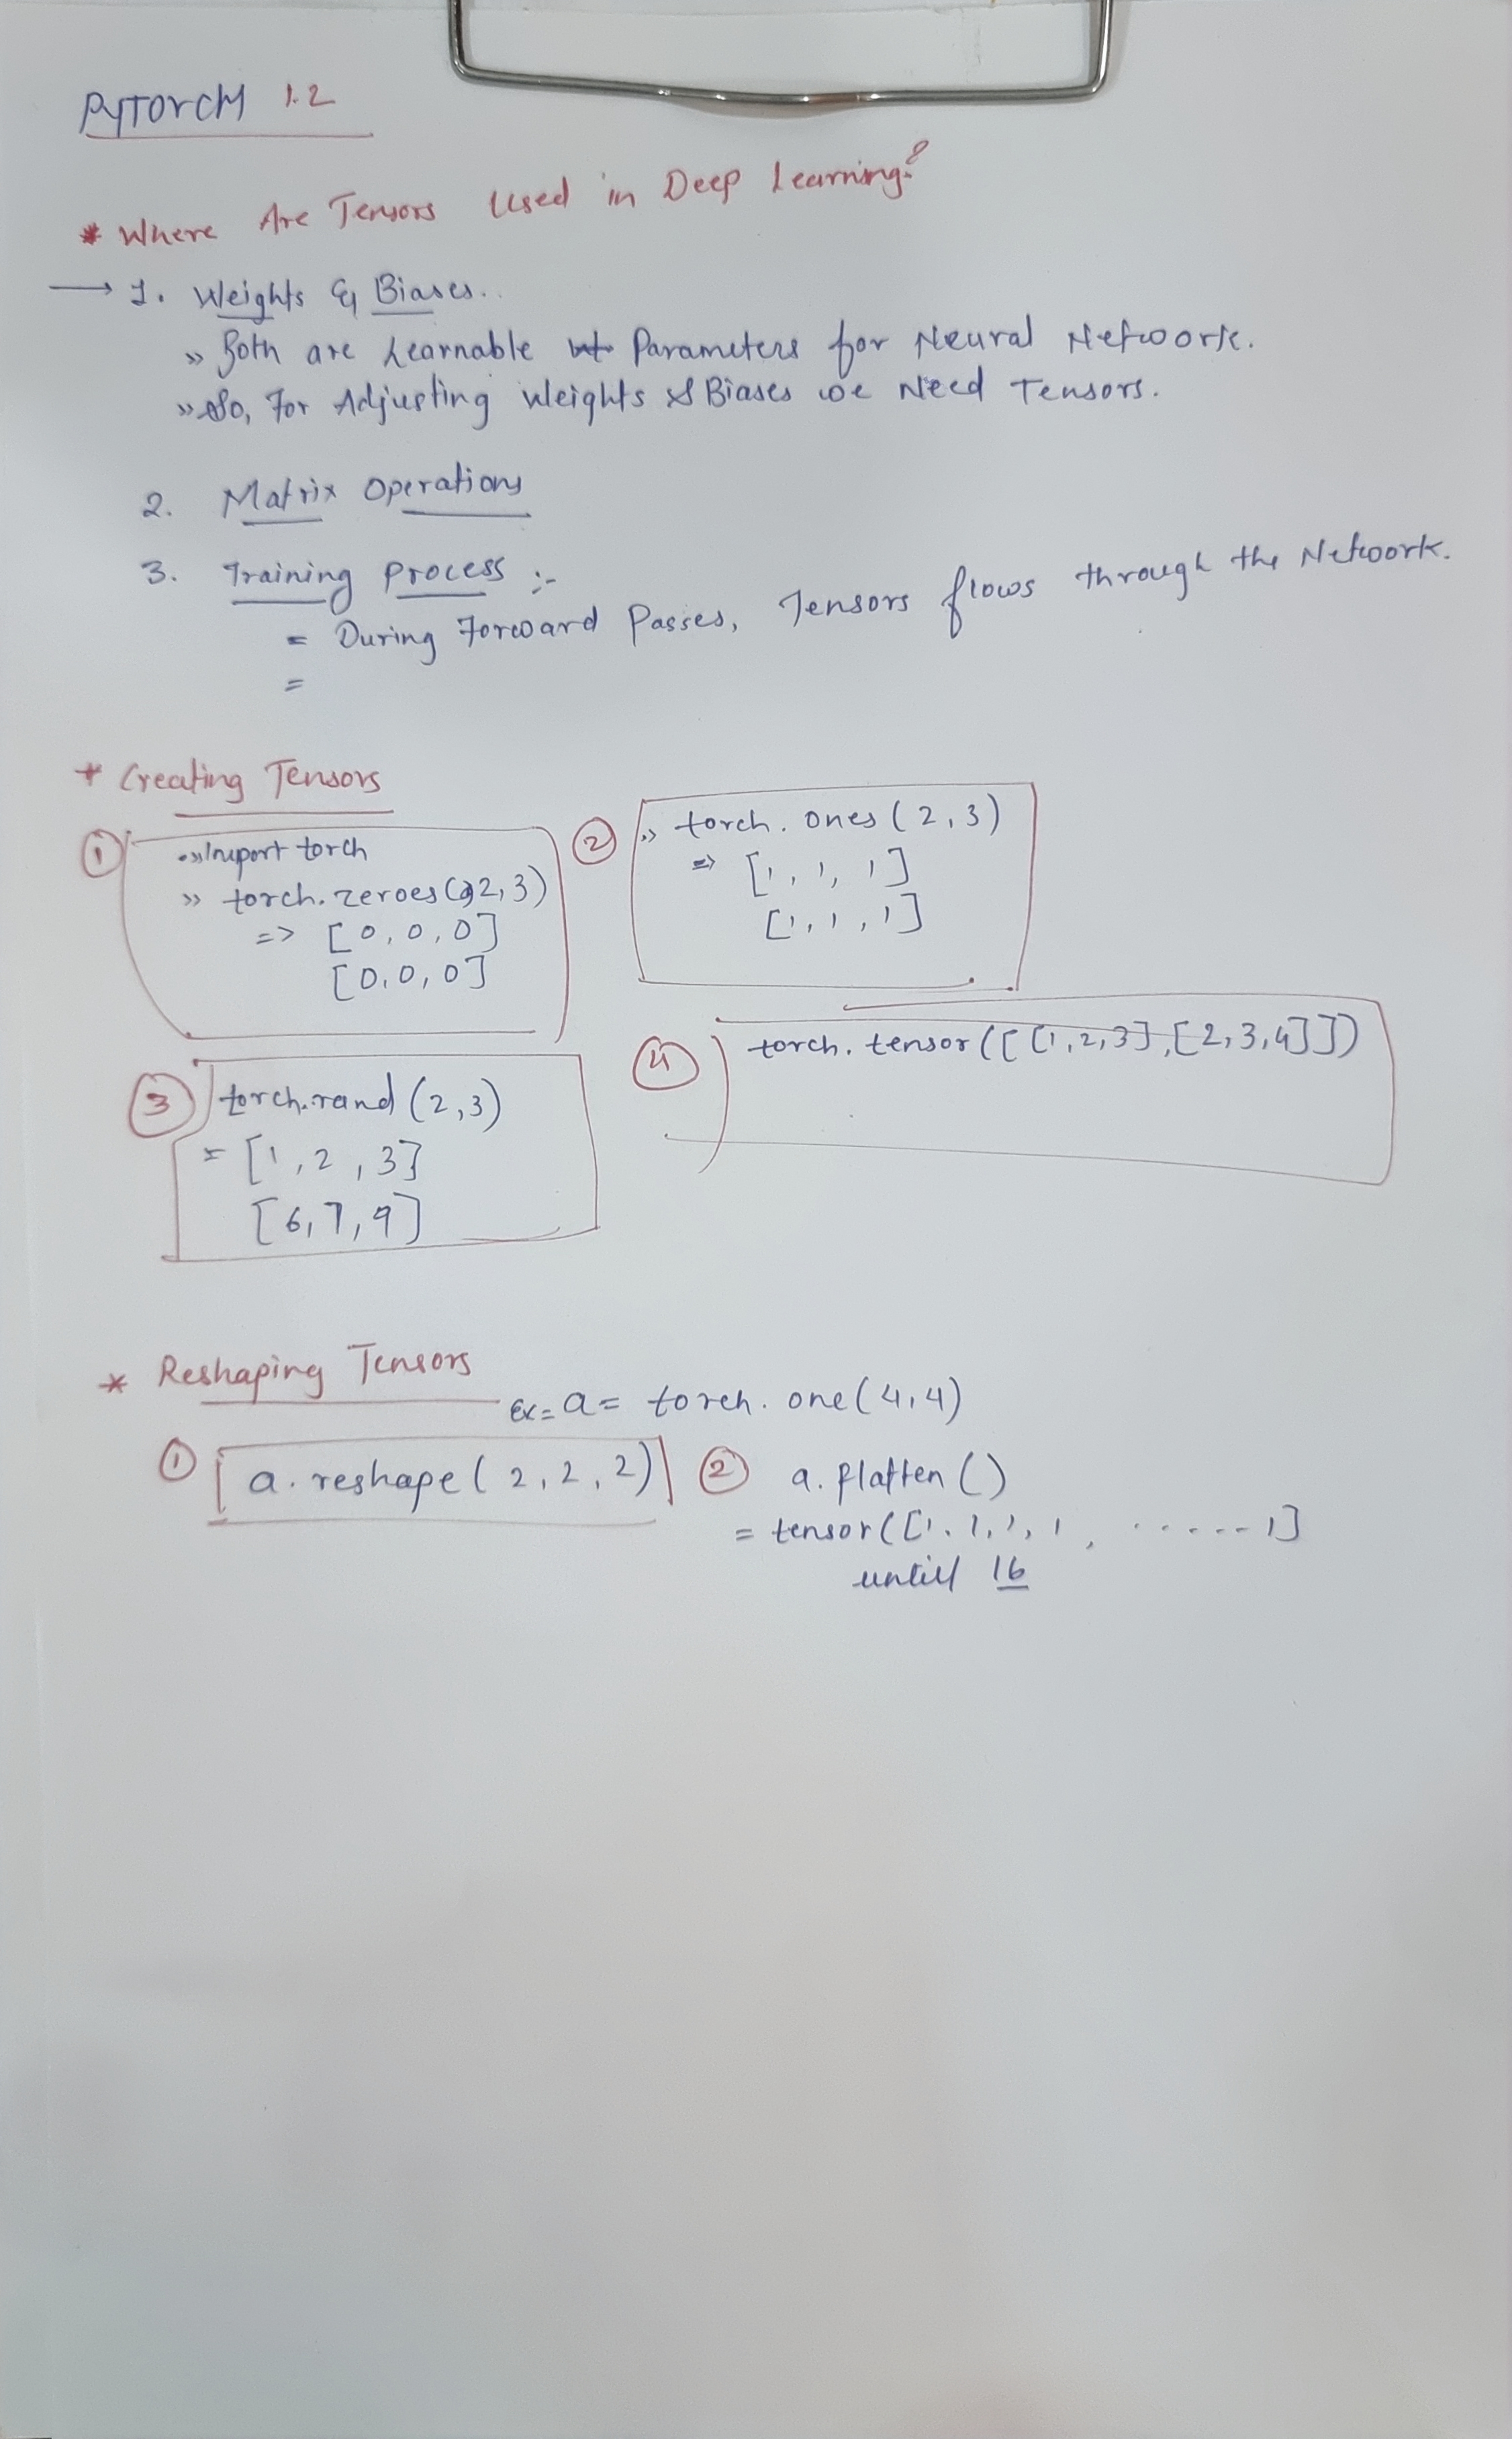 PYTORCH 1.2
* Where Are Tensors Used in Deep Learning?
→ 1. Weights & Biases.
» Both are Learnable Parameters for Neural Network.
» So, For Adjusting Weights & Biases we Need Tensors.
2. Matrix Operations
3. Training Process :-
= During Forward Passes, Tensors flows through the Network.
=
* Creating Tensors
① » Import torch
» torch.zeroes(2,3)
=> [0,0,0]
[0,0,0]
② » torch.ones(2,3)
=> [1,1,1]
[1,1,1]
③ torch.rand(2,3)
= [1,2,3]
[6,7,9]
④ torch.tensor([[1,2,3],[2,3,4]])
* Reshaping Tensors
Ex= a= torch.one(4,4)
① a.reshape(2,2,2)
② a.flatten()
= tensor([1.1,1,1, ......1]
untill 16